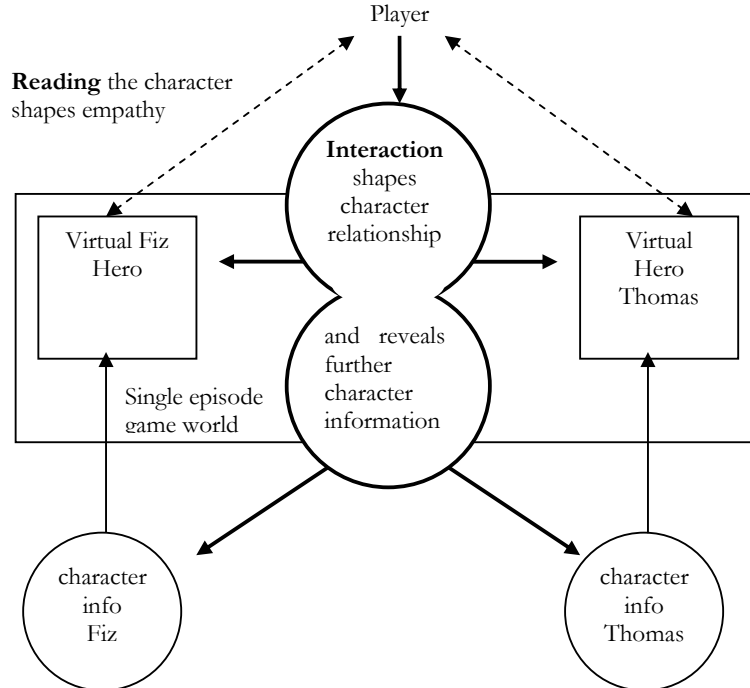 Player
Reading the character
shapes empathy
Interaction
shapes
character
relationship
Virtual Fiz
Hero
Virtual
Hero
Thomas
and reveals
further
character
information
Single episode
game world
character
info
Fiz
character
info
Thomas